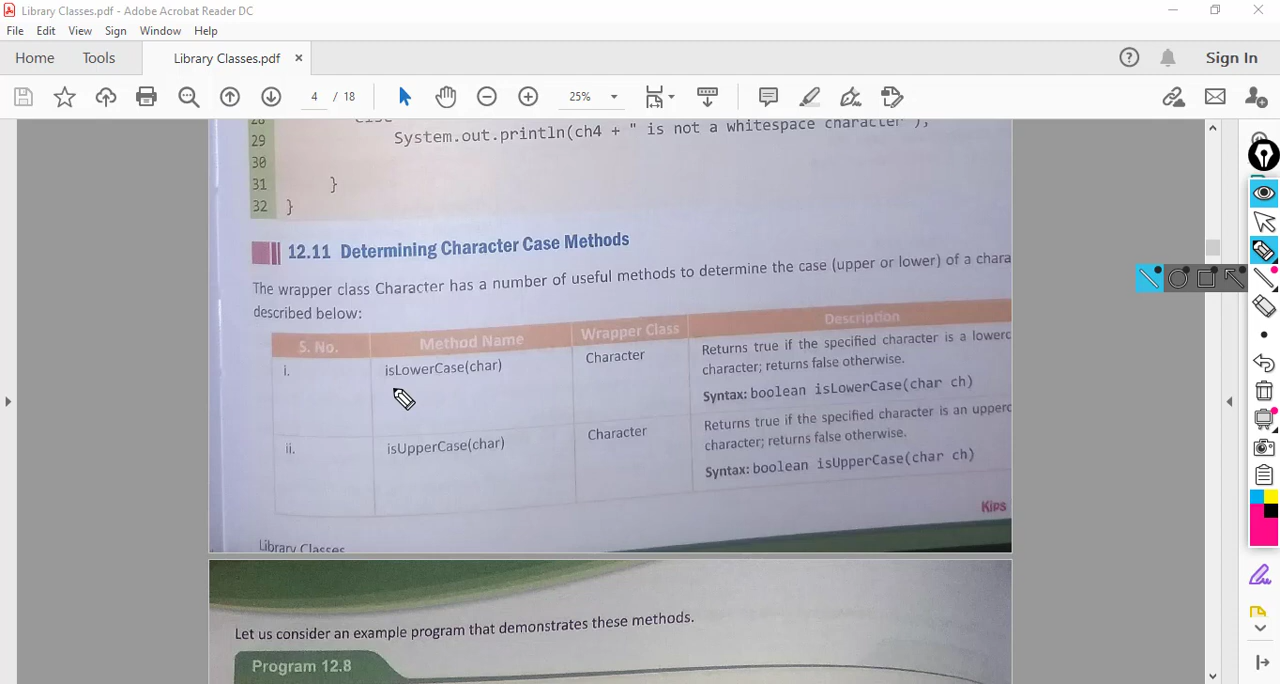 Library Classes.pdf - Adobe Acrobat Reader DC
File Edit View Sign Window Help
Home Tools Library Classes.pdf × Sign In
4 / 18 25%
28 else
29 System.out.println(ch4 + " is not a whitespace character");
30
31 }
32 }
12.11 Determining Character Case Methods
The wrapper class Character has a number of useful methods to determine the case (upper or lower) of a chara
described below:
S. No. Method Name Wrapper Class Description
i. isLowerCase(char) Character Returns true if the specified character is a lowerc
character; returns false otherwise.
Syntax: boolean isLowerCase(char ch)
ii. isUpperCase(char) Character Returns true if the specified character is an upperc
character; returns false otherwise.
Syntax: boolean isUpperCase(char ch)
Kips
Library Classes
Let us consider an example program that demonstrates these methods.
Program 12.8